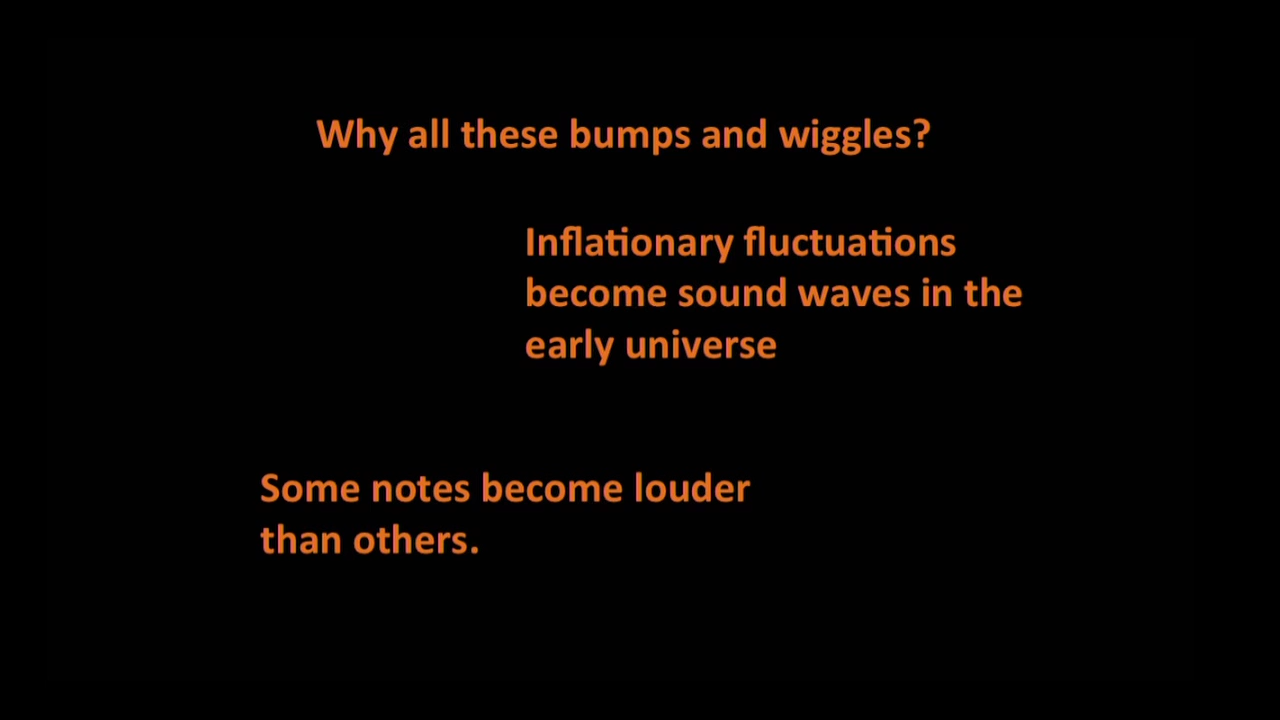 Why all these bumps and wiggles?
Inflationary fluctuations
become sound waves in the
early universe
Some notes become louder
than others.